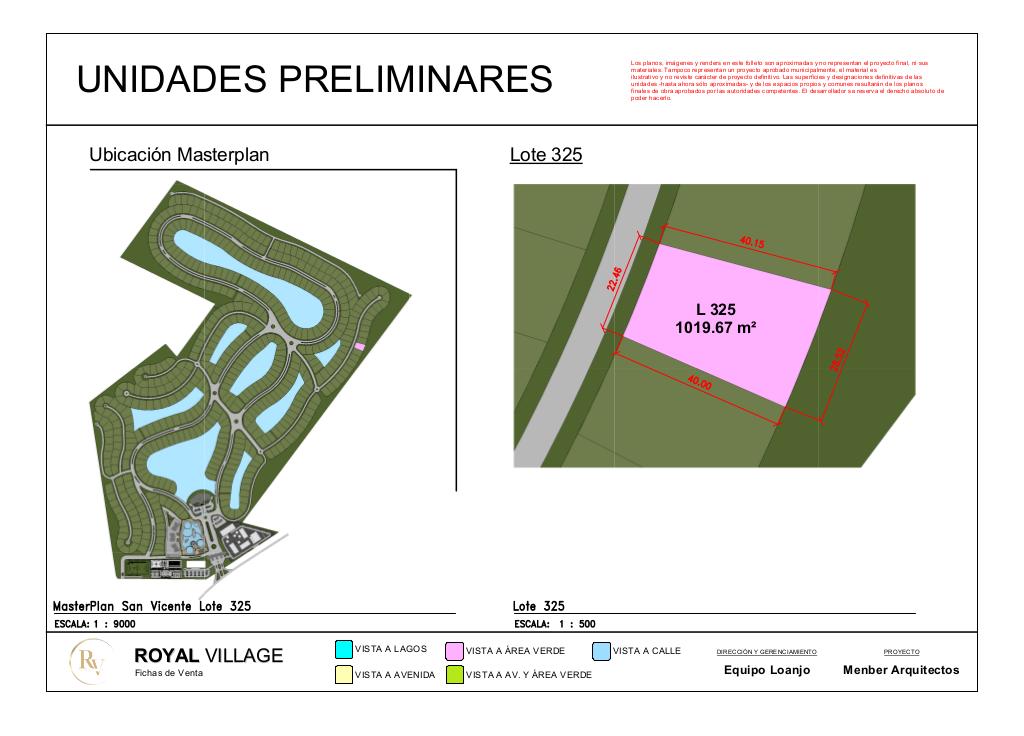 UNIDADES PRELIMINARES
Los planos, imágenes y renders en este folleto son aproximadas y no representan el proyecto final, ni sus
materiales. Tampoco representan un proyecto aprobado municipalmente, el material es
ilustrativo y no reviste carácter de proyecto definitivo. Las superficies y designaciones definitivas de las
unidades -hasta ahora sólo aproximadas- y de los espacios propios y comunes resultarán de los planos
finales de obra aprobados por las autoridades competentes. El desarrollador se reserva el derecho absoluto de
poder hacerlo.
Ubicación Masterplan
Lote 325
40.15
22.46
L 325
1019.67 m²
40.00
MasterPlan San Vicente Lote 325
ESCALA: 1 : 9000
Lote 325
ESCALA: 1 : 500
RV
ROYAL VILLAGE
Fichas de Venta
VISTA A LAGOS
VISTA A ÁREA VERDE
VISTA A CALLE
VISTA A AVENIDA
VISTA A AV. Y ÁREA VERDE
DIRECCIÓN Y GERENCIAMIENTO
Equipo Loanjo
PROYECTO
Menber Arquitectos